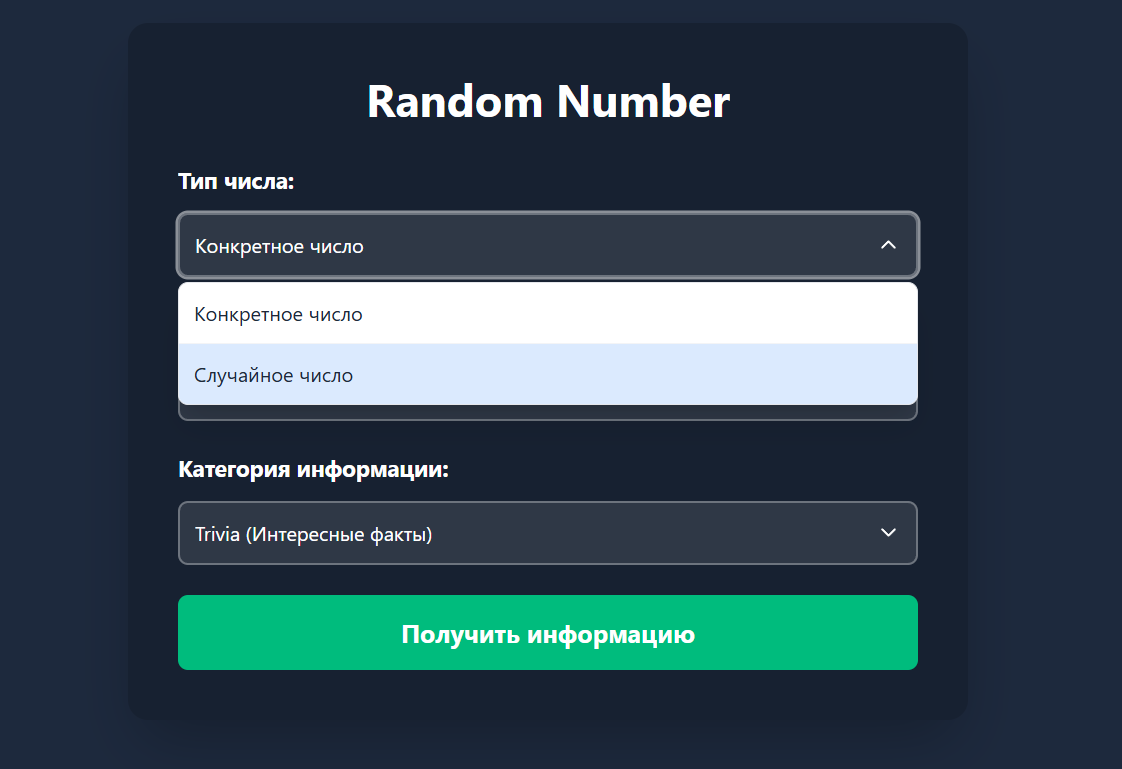 Random Number
Тип числа:
Конкретное число
Конкретное число
Случайное число
Категория информации:
Trivia (Интересные факты)
Получить информацию